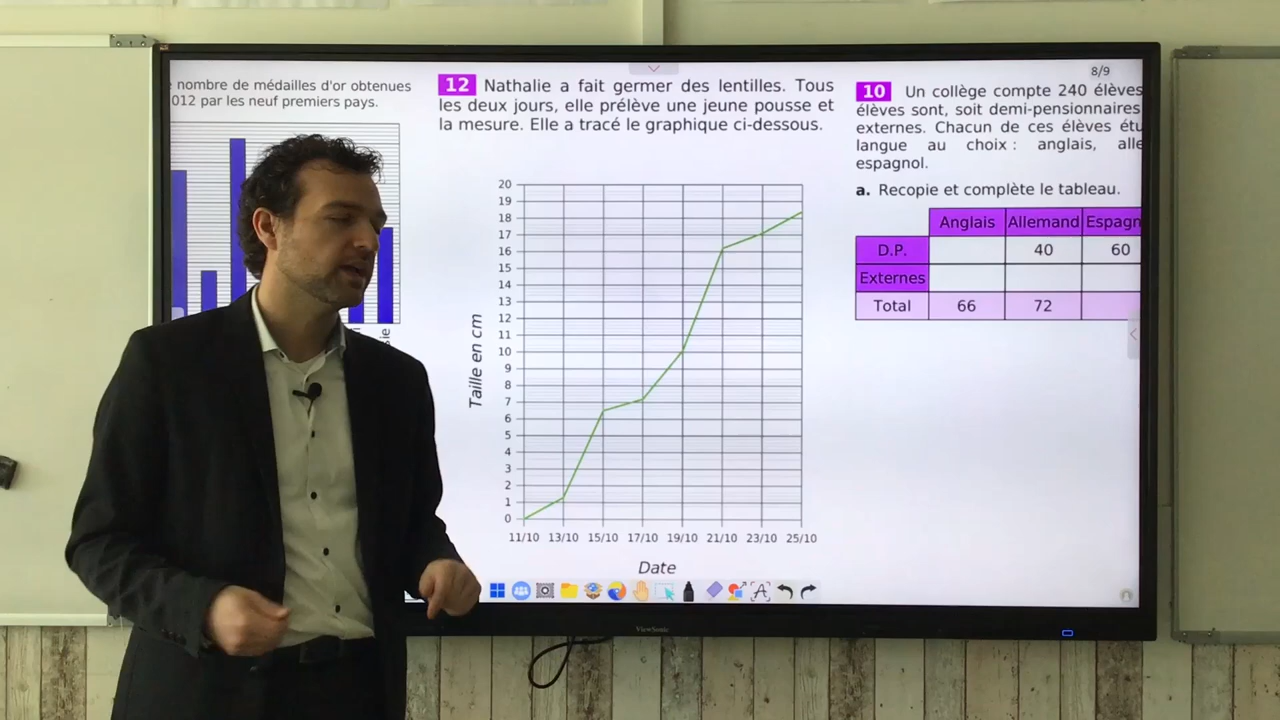 nombre de médailles d'or obtenues
012 par les neuf premiers pays.
sie
12 Nathalie a fait germer des lentilles. Tous
les deux jours, elle prélève une jeune pousse et
la mesure. Elle a tracé le graphique ci-dessous.
Taille en cm
20
19
18
17
16
15
14
13
12
11
10
9
8
7
6
5
4
3
2
1
0
11/10 13/10 15/10 17/10 19/10 21/10 23/10 25/10
Date
8/9
10 Un collège compte 240 élèves
élèves sont, soit demi-pensionnaires
externes. Chacun de ces élèves étu
langue au choix : anglais, alle
espagnol.
a. Recopie et complète le tableau.
Anglais Allemand Espagn
D.P. 40 60
Externes
Total 66 72
ViewSonic